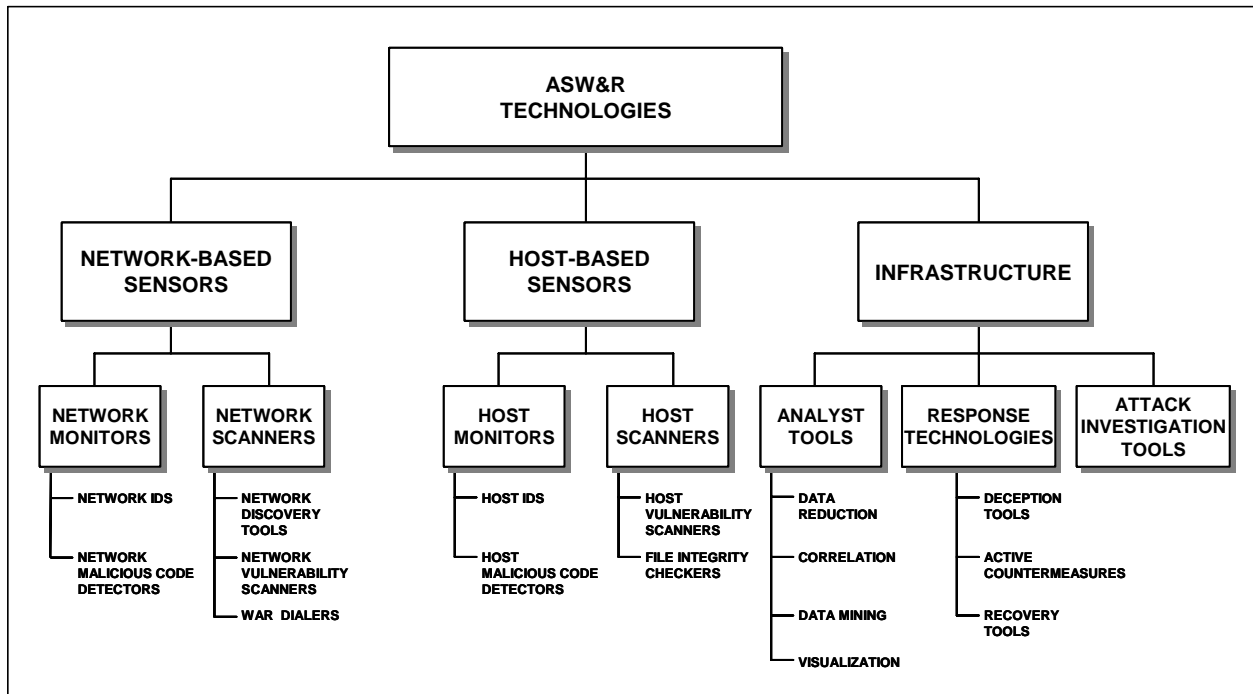 ASW&R
TECHNOLOGIES
NETWORK-BASED
SENSORS
HOST-BASED
SENSORS
INFRASTRUCTURE
NETWORK
MONITORS
NETWORK
SCANNERS
HOST
MONITORS
HOST
SCANNERS
ANALYST
TOOLS
RESPONSE
TECHNOLOGIES
ATTACK
INVESTIGATION
TOOLS
NETWORK IDS
NETWORK
MALICIOUS CODE
DETECTORS
NETWORK
DISCOVERY
TOOLS
NETWORK
VULNERABILITY
SCANNERS
WAR DIALERS
HOST IDS
HOST
MALICIOUS CODE
DETECTORS
HOST
VULNERABILITY
SCANNERS
FILE INTEGRITY
CHECKERS
DATA
REDUCTION
CORRELATION
DATA MINING
VISUALIZATION
DECEPTION
TOOLS
ACTIVE
COUNTERMEASURES
RECOVERY
TOOLS